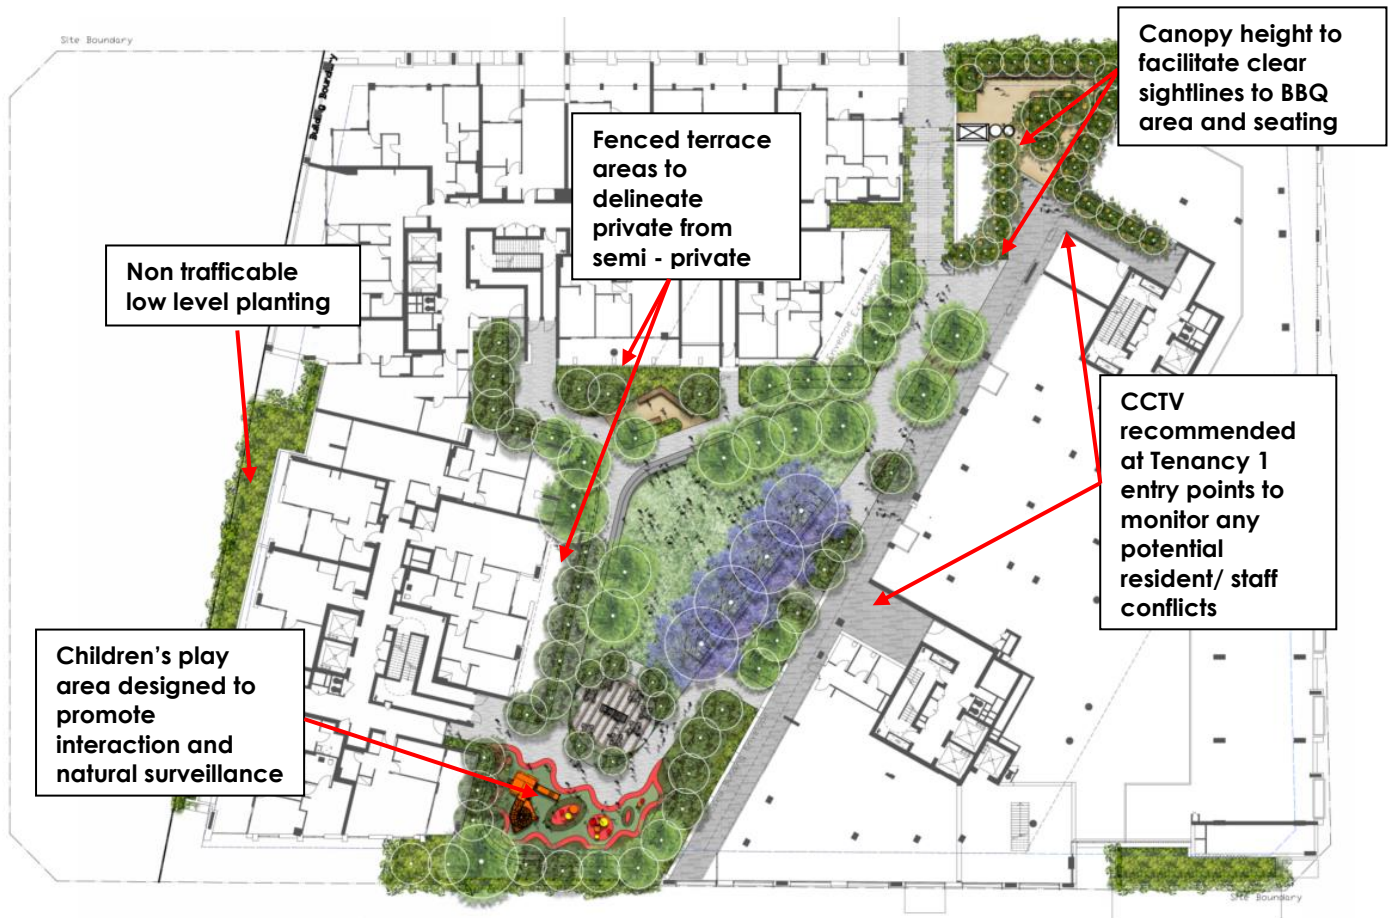 Site Boundary
Building Boundary
Canopy height to
facilitate clear
sightlines to BBQ
area and seating
Fenced terrace
areas to
delineate
private from
semi - private
Non trafficable
low level planting
CCTV
recommended
at Tenancy 1
entry points to
monitor any
potential
resident/ staff
conflicts
Children’s play
area designed to
promote
interaction and
natural surveillance
Site Boundary